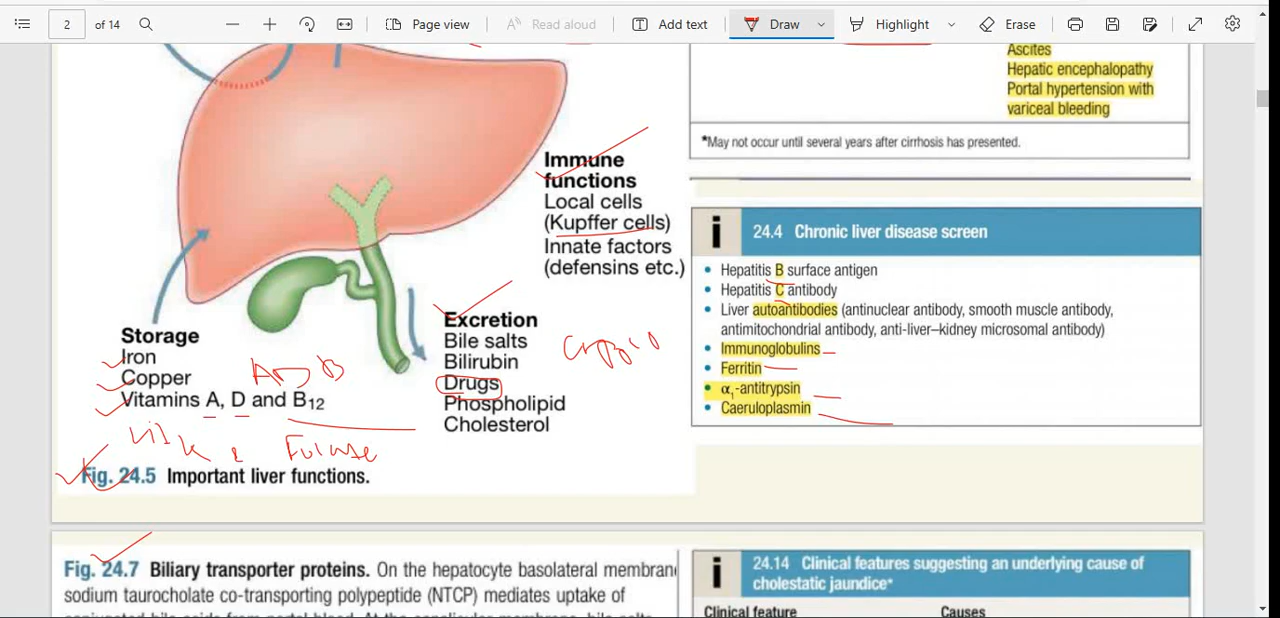 2 of 14
Page view
Read aloud
Add text
Draw
Highlight
Erase
Immune
functions
Local cells
(Kupffer cells)
Innate factors
(defensins etc.)
Storage
Iron
Copper
Vitamins A, D and B12
ADB
Vit K & Folate
Excretion
Bile salts
Bilirubin
Drugs
Phospholipid
Cholesterol
Fig. 24.5 Important liver functions.
Ascites
Hepatic encephalopathy
Portal hypertension with
variceal bleeding
*May not occur until several years after cirrhosis has presented.
i 24.4 Chronic liver disease screen
• Hepatitis B surface antigen
• Hepatitis C antibody
• Liver autoantibodies (antinuclear antibody, smooth muscle antibody,
antimitochondrial antibody, anti-liver–kidney microsomal antibody)
• Immunoglobulins
• Ferritin
• α1-antitrypsin
• Caeruloplasmin
Fig. 24.7 Biliary transporter proteins. On the hepatocyte basolateral membrane
sodium taurocholate co-transporting polypeptide (NTCP) mediates uptake of
i 24.14 Clinical features suggesting an underlying cause of
cholestatic jaundice*
Clinical feature Causes